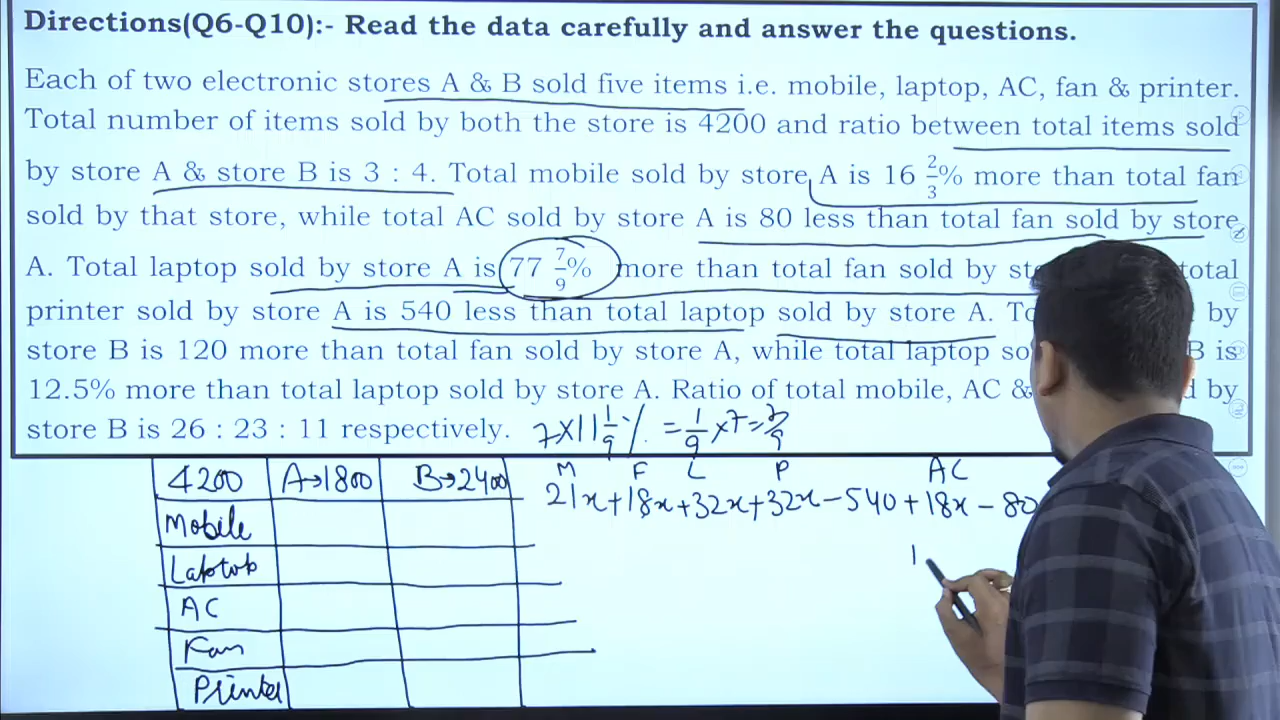 Directions(Q6-Q10):- Read the data carefully and answer the questions.
Each of two electronic stores A & B sold five items i.e. mobile, laptop, AC, fan & printer.
Total number of items sold by both the store is 4200 and ratio between total items sold
by store A & store B is 3 : 4. Total mobile sold by store A is 16 2/3% more than total fan
sold by that store, while total AC sold by store A is 80 less than total fan sold by store
A. Total laptop sold by store A is 77 7/9% more than total fan sold by total
printer sold by store A is 540 less than total laptop sold by store A. by
store B is 120 more than total fan sold by store A, while total laptop B is
12.5% more than total laptop sold by store A. Ratio of total mobile, AC & by
store B is 26 : 23 : 11 respectively. 7×11 1/9 % = 1/9 ×7 = 7/9
M F L P AC
4200 A→1800 B→2400 21x+18x+32x+32x-540+18x-80
Mobile
Laptop 1
AC
Fan
Printer